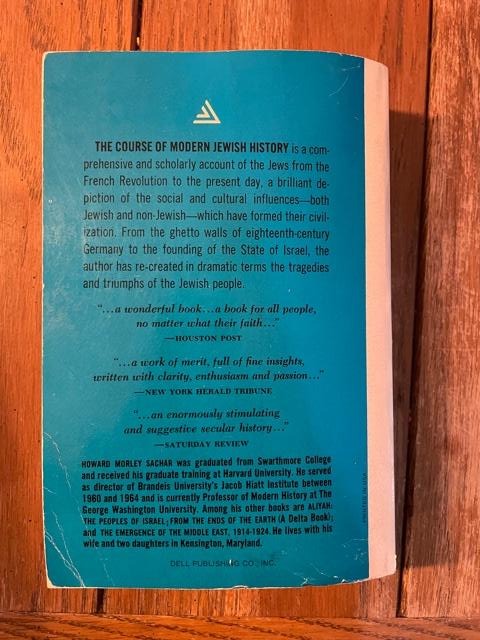 THE COURSE OF MODERN JEWISH HISTORY is a com-
prehensive and scholarly account of the Jews from the
French Revolution to the present day, a brilliant de-
piction of the social and cultural influences—both
Jewish and non-Jewish—which have formed their civil-
ization. From the ghetto walls of eighteenth-century
Germany to the founding of the State of Israel, the
author has re-created in dramatic terms the tragedies
and triumphs of the Jewish people.
"...a wonderful book...a book for all people,
no matter what their faith..."
—HOUSTON POST
"...a work of merit, full of fine insights,
written with clarity, enthusiasm and passion..."
—NEW YORK HERALD TRIBUNE
"...an enormously stimulating
and suggestive secular history..."
—SATURDAY REVIEW
HOWARD MORLEY SACHAR was graduated from Swarthmore College
and received his graduate training at Harvard University. He served
as director of Brandeis University's Jacob Hiatt Institute between
1960 and 1964 and is currently Professor of Modern History at The
George Washington University. Among his other books are ALIYAH:
THE PEOPLES OF ISRAEL; FROM THE ENDS OF THE EARTH (A Delta Book);
and THE EMERGENCE OF THE MIDDLE EAST, 1914-1924. He lives with his
wife and two daughters in Kensington, Maryland.
DELL PUBLISHING CO., INC.